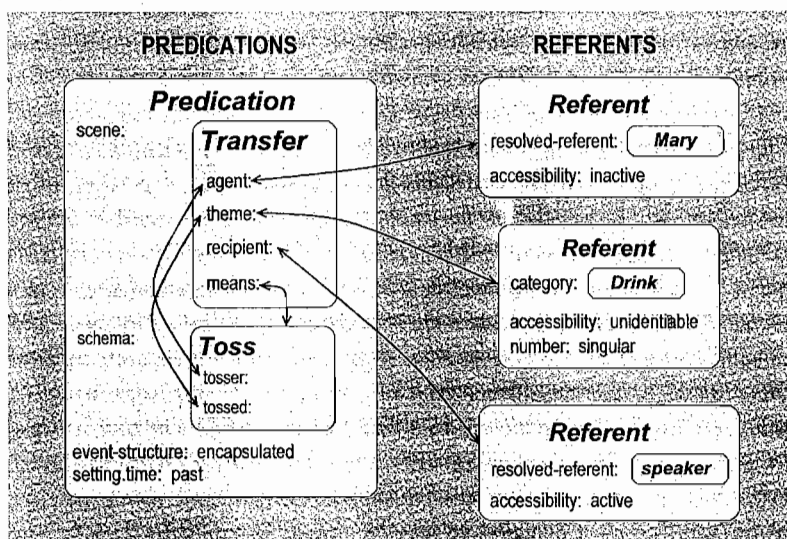 PREDICATIONS
REFERENTS
Predication
scene:
Transfer
agent:
theme:
recipient:
means:
schema:
Toss
tosser:
tossed:
event-structure: encapsulated
setting.time: past
Referent
resolved-referent: Mary
accessibility: inactive
Referent
category: Drink
accessibility: unidentiable
number: singular
Referent
resolved-referent: speaker
accessibility: active